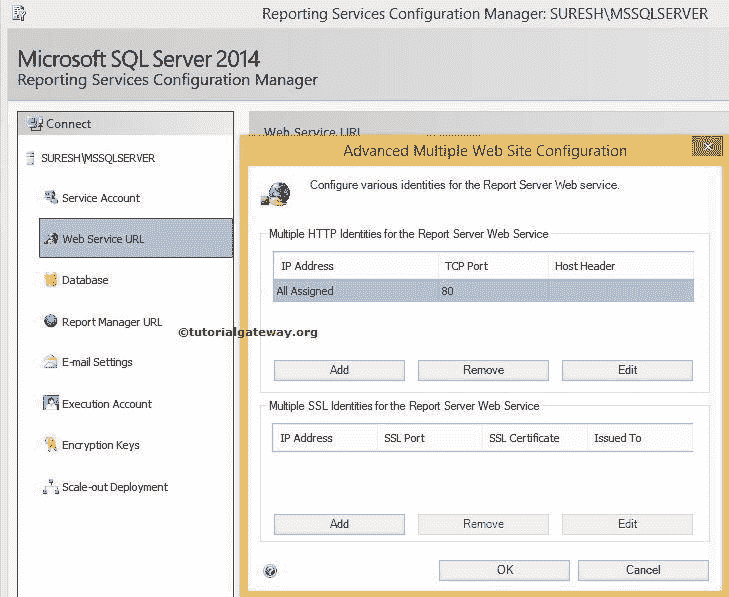 Reporting Services Configuration Manager: SURESH\MSSQLSERVER
Microsoft SQL Server 2014
Reporting Services Configuration Manager
Connect
SURESH\MSSQLSERVER
Service Account
Web Service URL
Database
Report Manager URL
E-mail Settings
Execution Account
Encryption Keys
Scale-out Deployment
©tutorialgateway.org
Web Service URL
Advanced Multiple Web Site Configuration
Configure various identities for the Report Server Web service.
Multiple HTTP Identities for the Report Server Web Service
IP Address TCP Port Host Header
All Assigned 80
Add Remove Edit
Multiple SSL Identities for the Report Server Web Service
IP Address SSL Port SSL Certificate Issued To
Add Remove Edit
OK Cancel